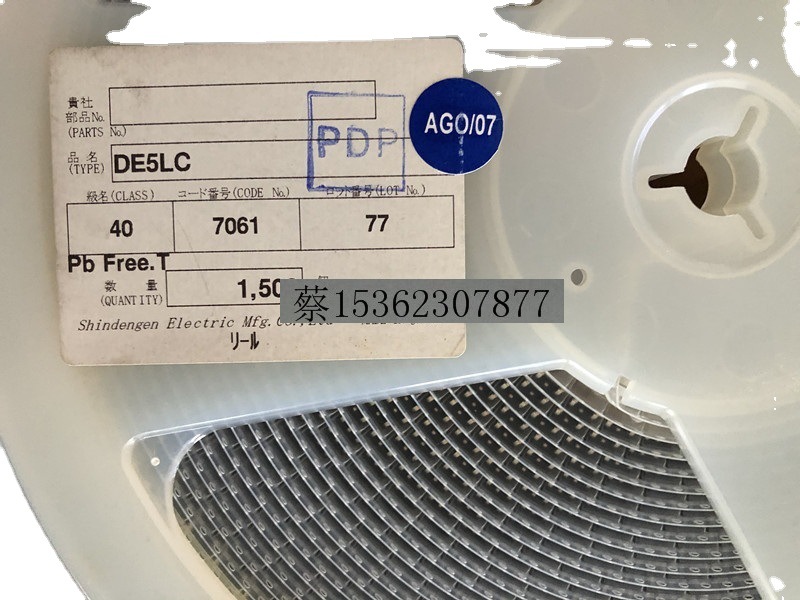 貴社
部品No.
(PARTS No.)
PDP
AGO/07
品名
(TYPE) DE5LC
級名(CLASS) コード番号(CODE No.) ロット番号(LOT No.)
40 7061 77
Pb Free.T
数量
(QUANTITY) 1,50
蔡15362307877
Shindengen Electric Mfg.Co.,Ltd
リール